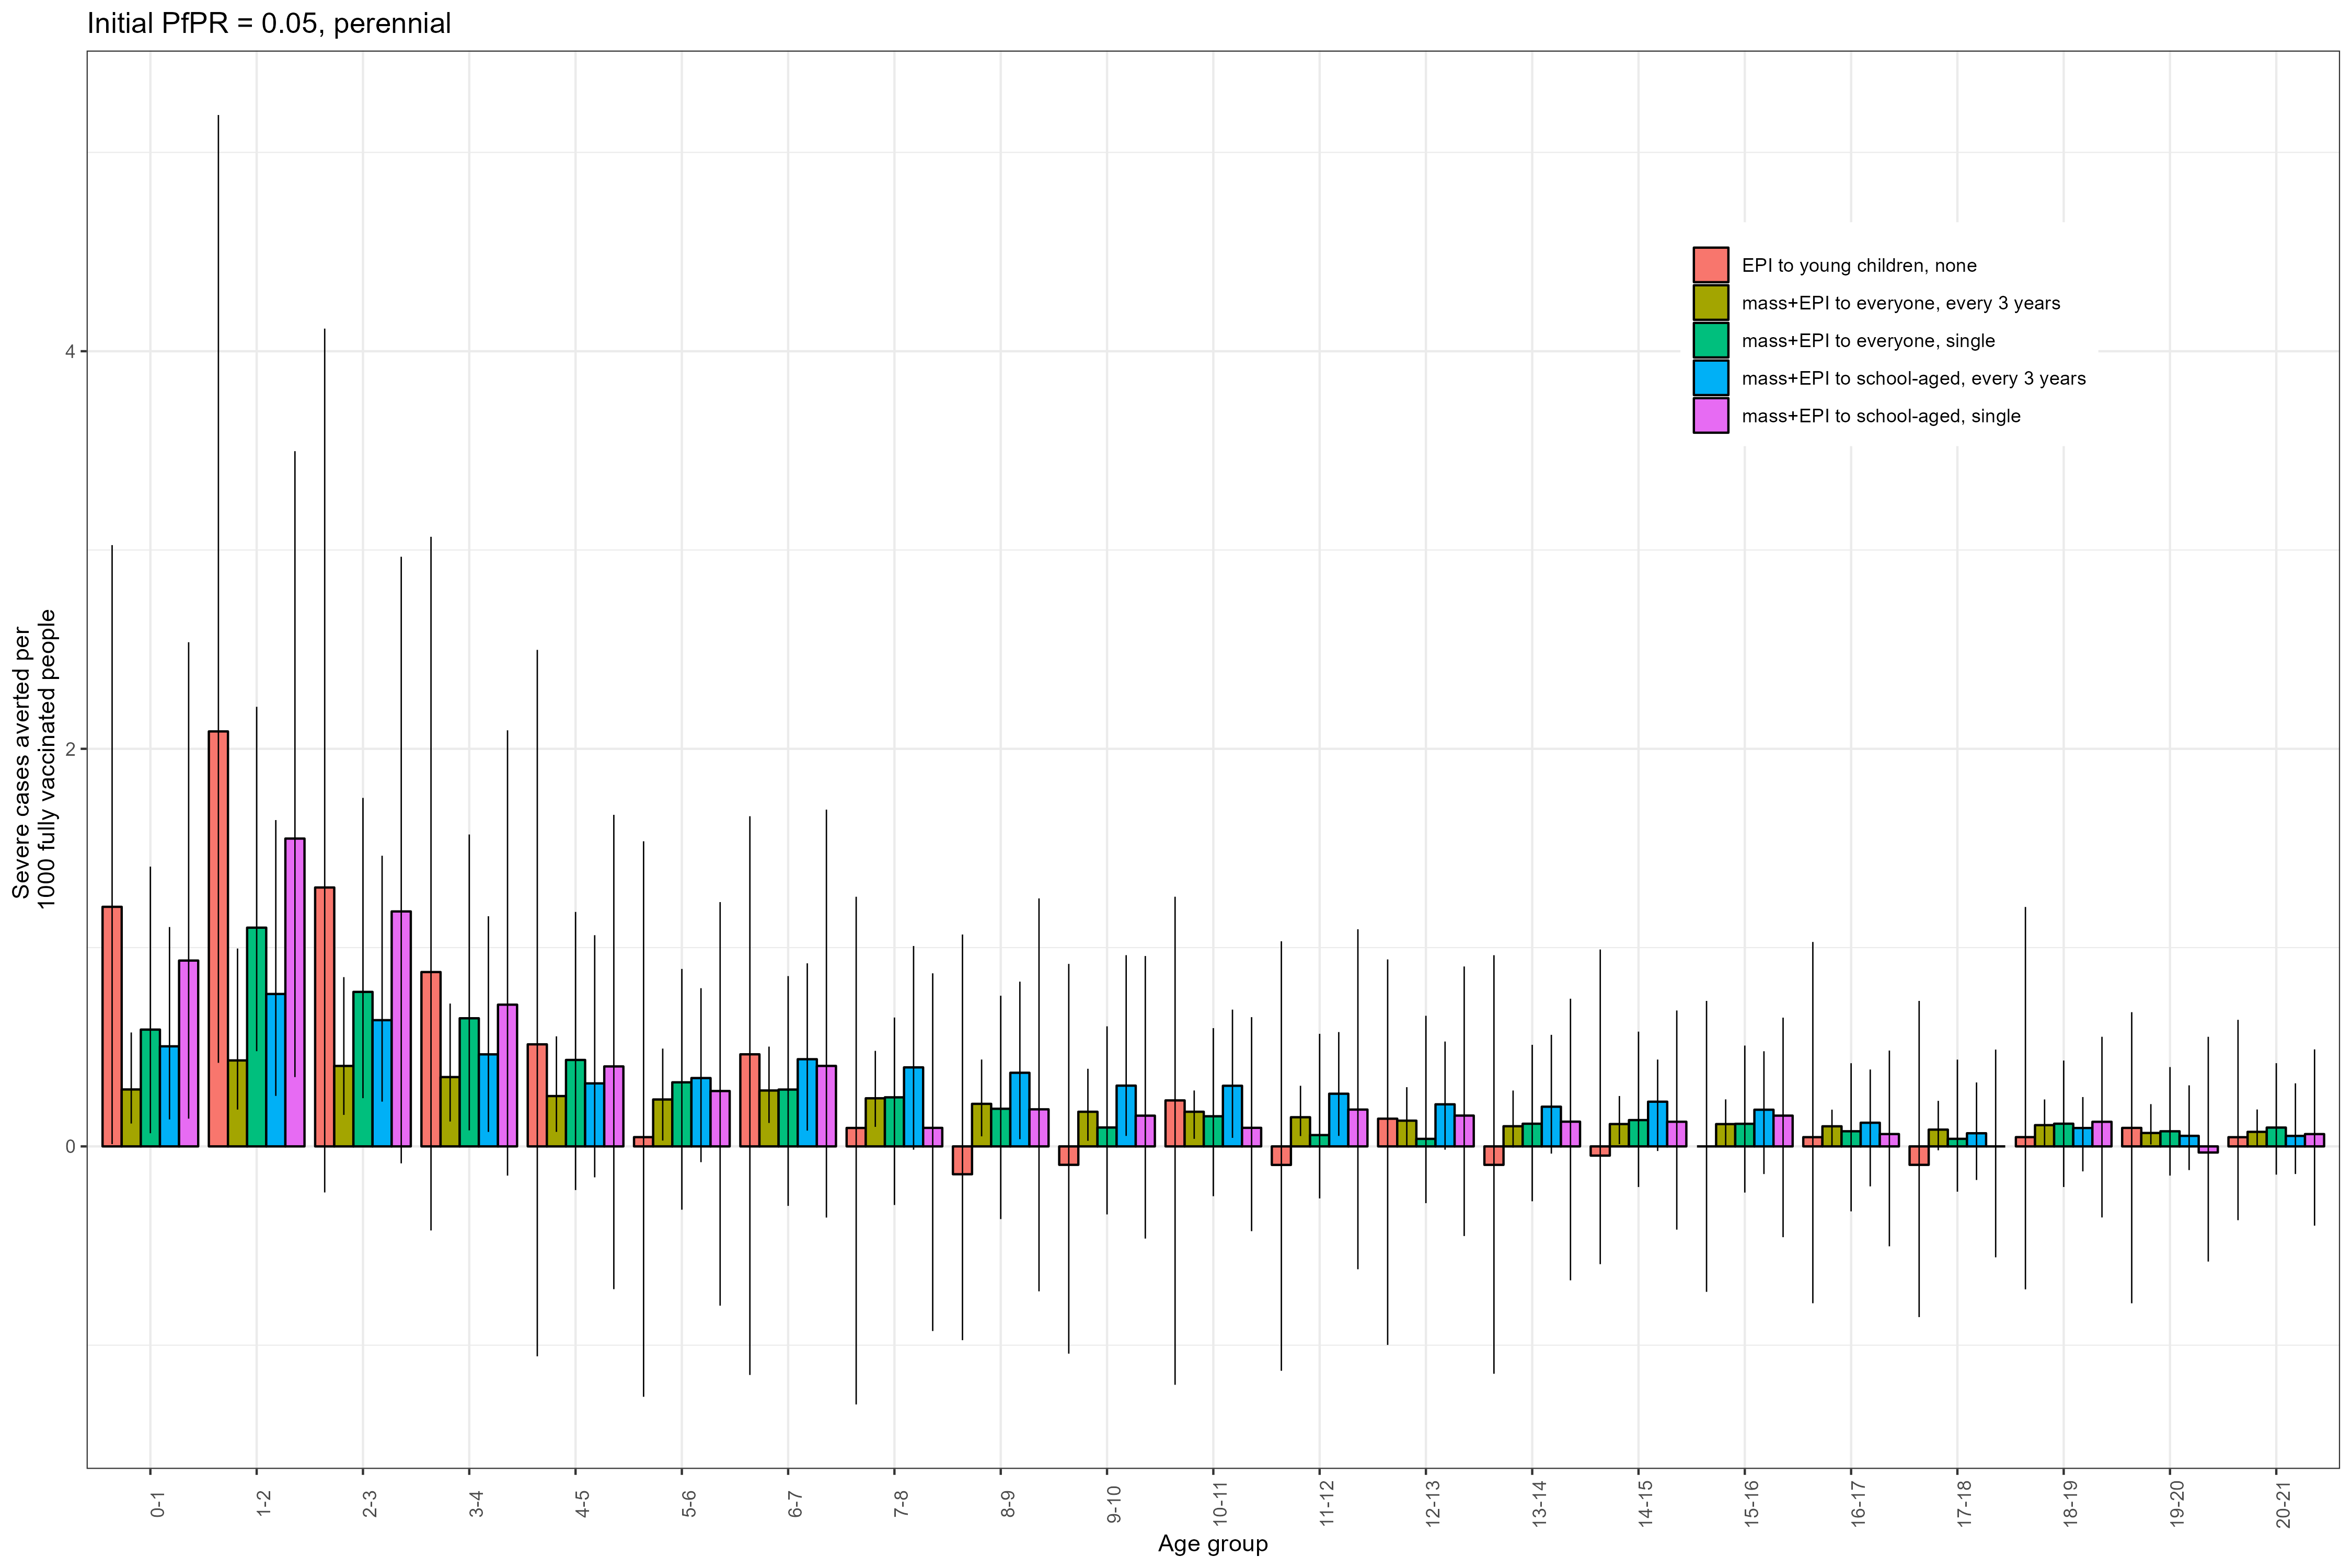 Initial PfPR = 0.05, perennial
Severe cases averted per
1000 fully vaccinated people
4
2
0
EPI to young children, none
mass+EPI to everyone, every 3 years
mass+EPI to everyone, single
mass+EPI to school-aged, every 3 years
mass+EPI to school-aged, single
0-1
1-2
2-3
3-4
4-5
5-6
6-7
7-8
8-9
9-10
10-11
11-12
12-13
13-14
14-15
15-16
16-17
17-18
18-19
19-20
20-21
Age group